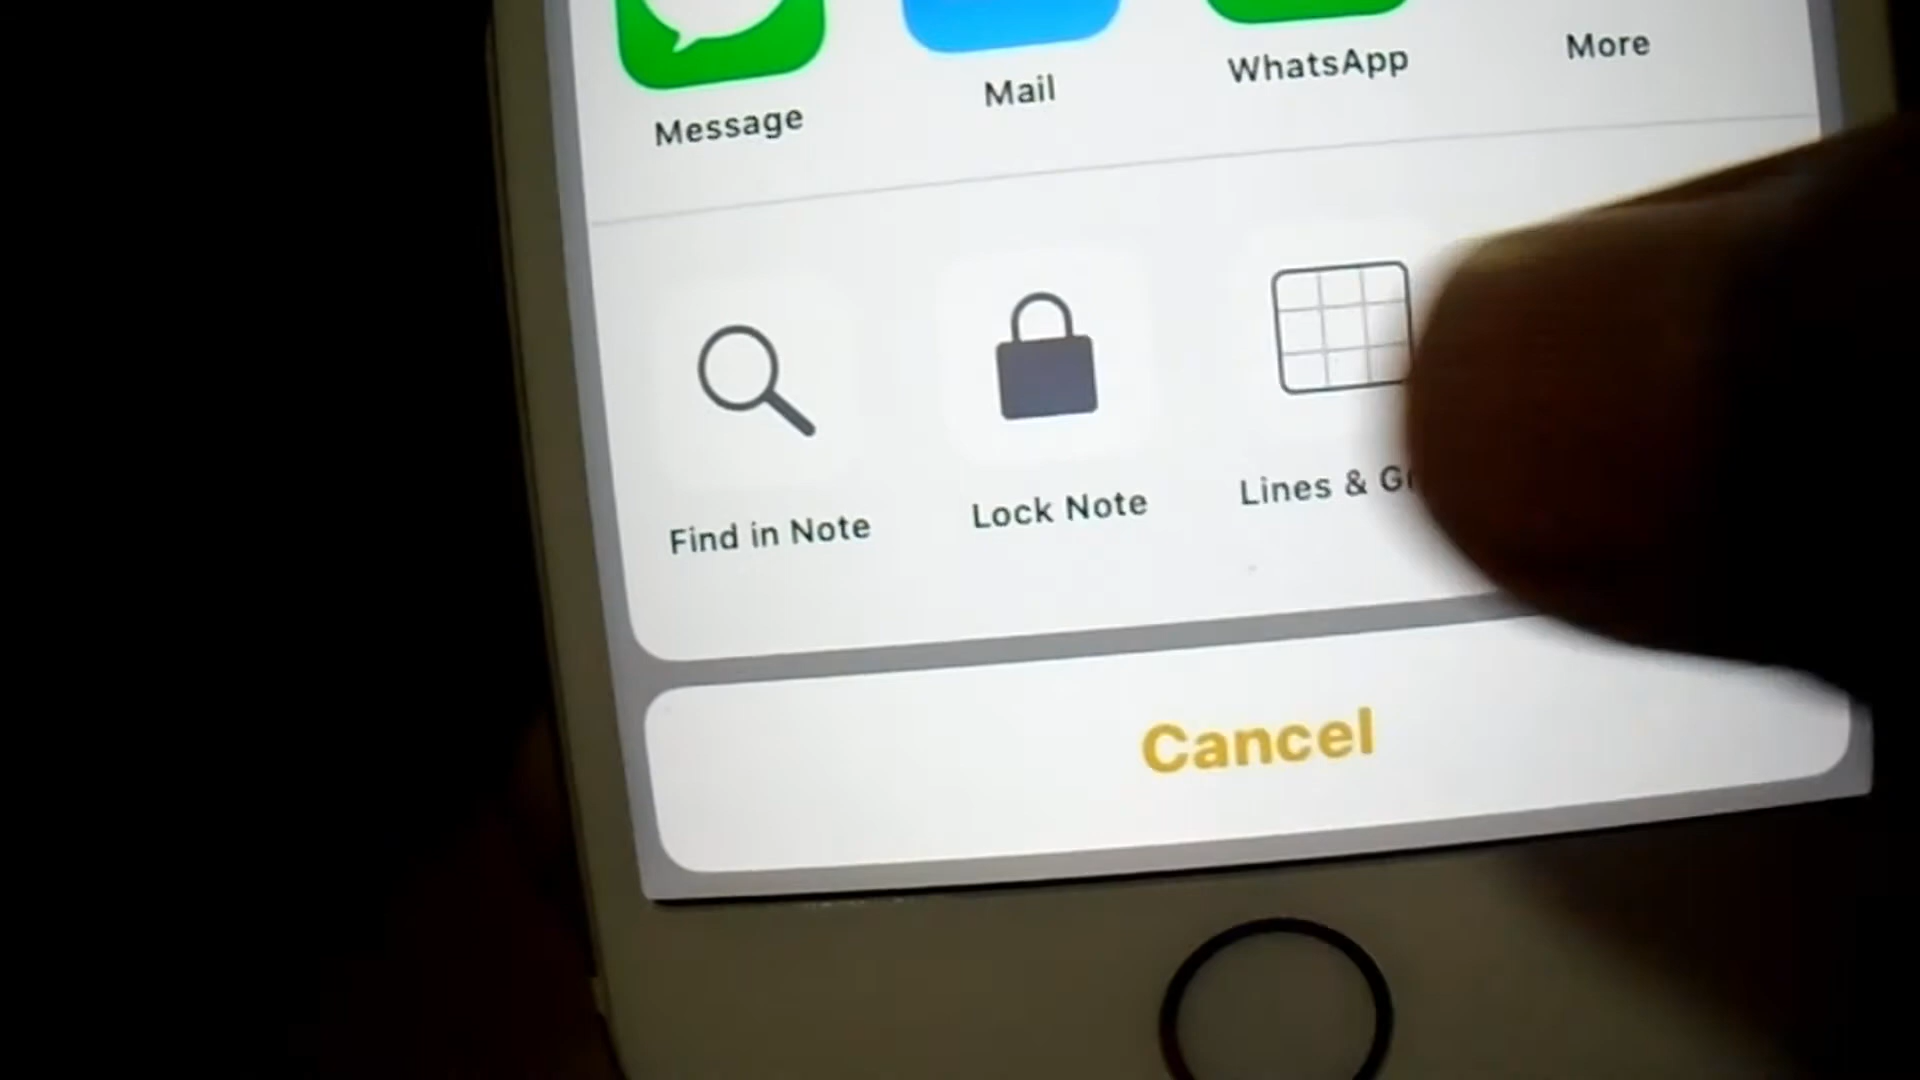 Message
Mail
WhatsApp
More
Find in Note
Lock Note
Lines &
Cancel